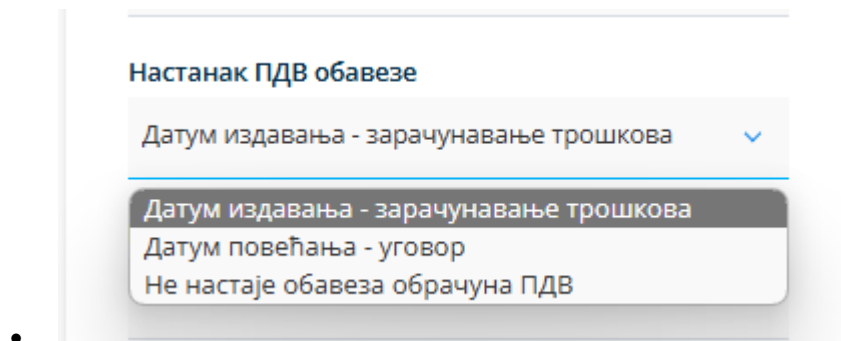 Настанак ПДВ обавезе
Датум издавања - зарачунавање трошкова
Датум издавања - зарачунавање трошкова
Датум повећања - уговор
Не настаје обавеза обрачуна ПДВ